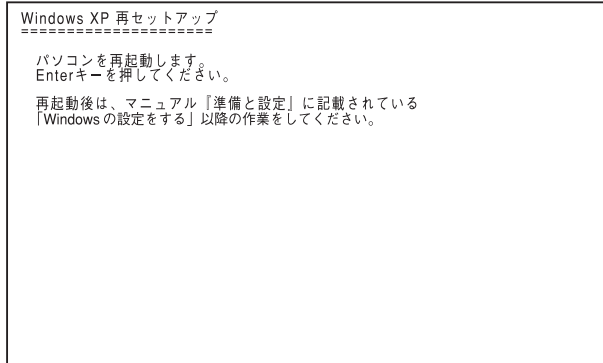 Windows XP 再セットアップ
=====================
パソコンを再起動します。
Enterキーを押してください。
再起動後は、マニュアル『準備と設定』に記載されている
「Windowsの設定をする」以降の作業をしてください。